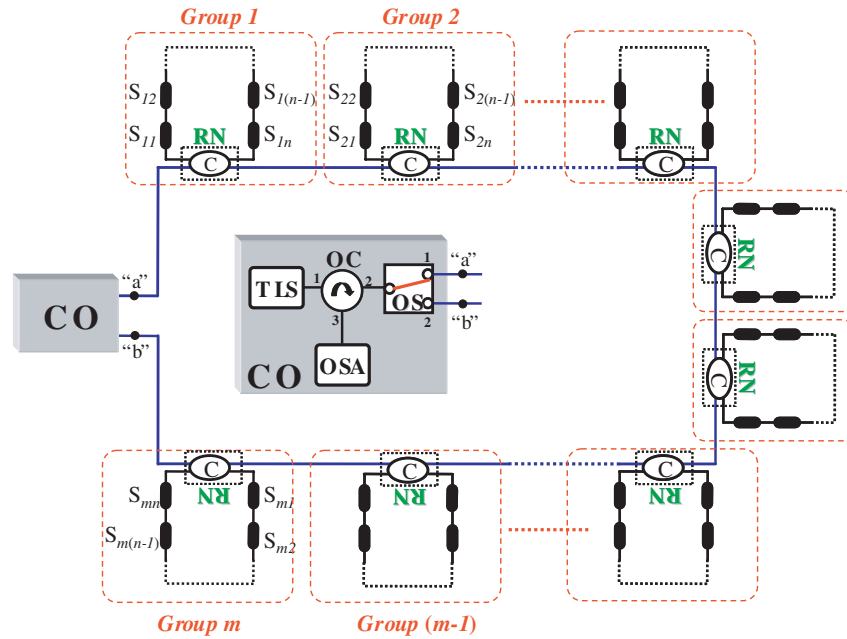 Group 1
Group 2
S12
S1(n-1)
S22
S2(n-1)
S11
RN
S1n
S21
RN
S2n
RN
C
C
C
C
RN
"a"
CO
"b"
OC
1
"a"
TLS
1
2
OS
3
2
"b"
OSA
CO
C
RN
C
C
C
RN
RN
RN
Smn
Sm1
Sm(n-1)
Sm2
Group m
Group (m-1)